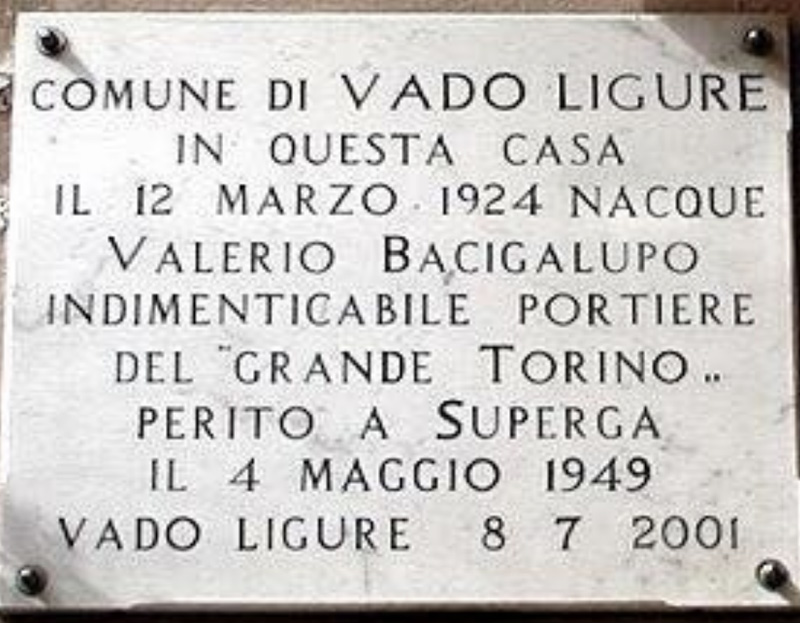 COMUNE DI VADO LIGURE
IN QUESTA CASA
IL 12 MARZO 1924 NACQUE
VALERIO BACIGALUPO
INDIMENTICABILE PORTIERE
DEL "GRANDE TORINO„
PERITO A SUPERGA
IL 4 MAGGIO 1949
VADO LIGURE 8 7 2001